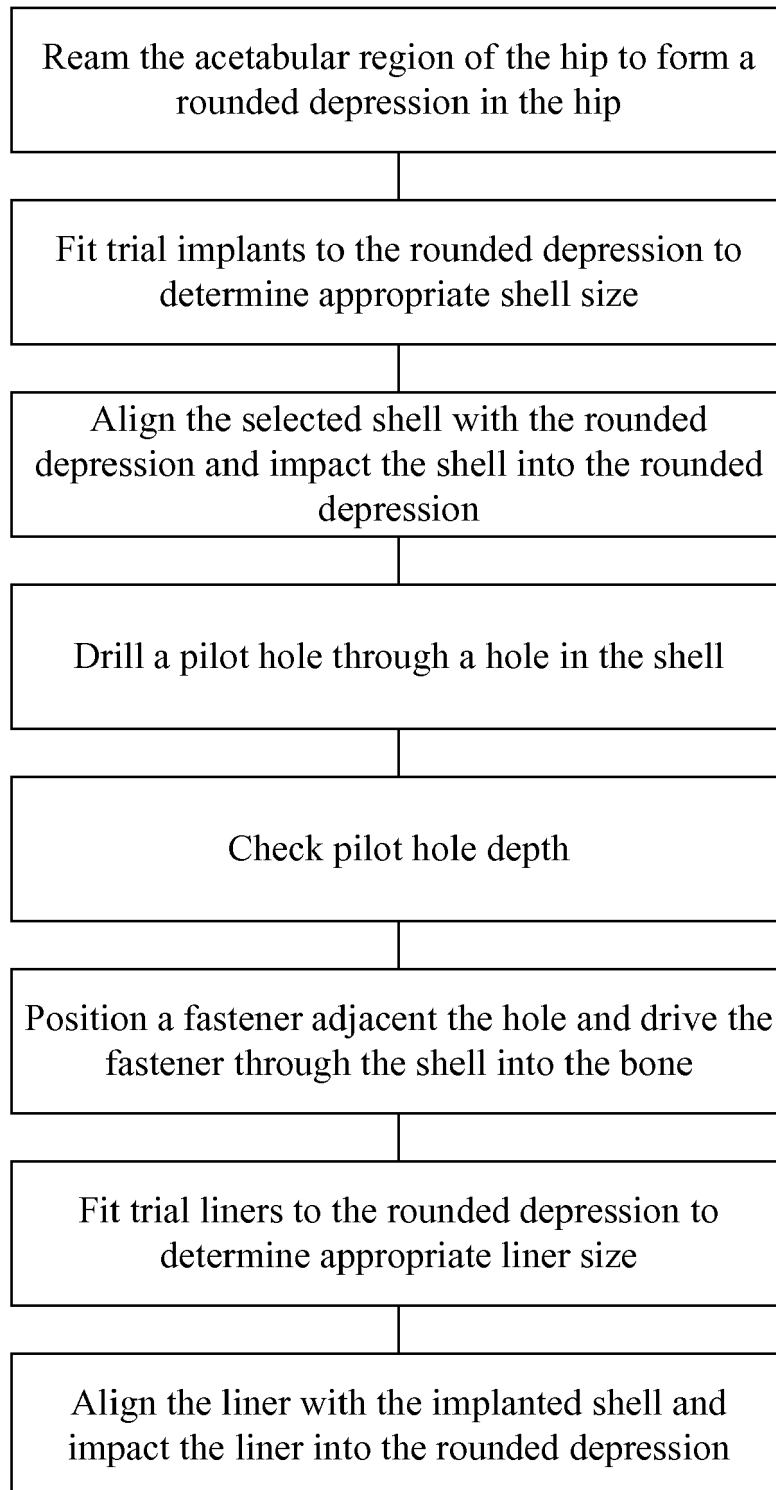 Ream the acetabular region of the hip to form a
rounded depression in the hip
Fit trial implants to the rounded depression to
determine appropriate shell size
Align the selected shell with the rounded
depression and impact the shell into the rounded
depression
Drill a pilot hole through a hole in the shell
Check pilot hole depth
Position a fastener adjacent the hole and drive the
fastener through the shell into the bone
Fit trial liners to the rounded depression to
determine appropriate liner size
Align the liner with the implanted shell and
impact the liner into the rounded depression